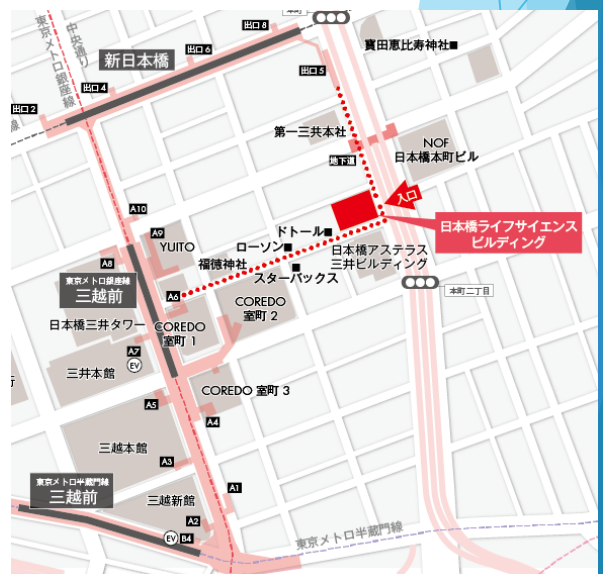 出口 8
本町
中央通り
東京メトロ銀座線
新日本橋
出口 6
出口 5
出口 4
出口 2
線
寶田恵比寿神社
第一三共本社
NOF
日本橋本町ビル
地下道
入口
日本橋ライフサイエンス
ビルディング
A10
A9
YUITO
ドトール
ローソン
福徳神社
スターバックス
日本橋アステラス
三井ビルディング
A8
東京メトロ銀座線
三越前
A6
本町二丁目
日本橋三井タワー
COREDO
室町 1
COREDO
室町 2
A7
EV
三井本館
行
COREDO 室町 3
A5
A4
三越本館
A3
東京メトロ半蔵門線
三越前
三越新館
A1
A2
EV
B4
東京メトロ半蔵門線